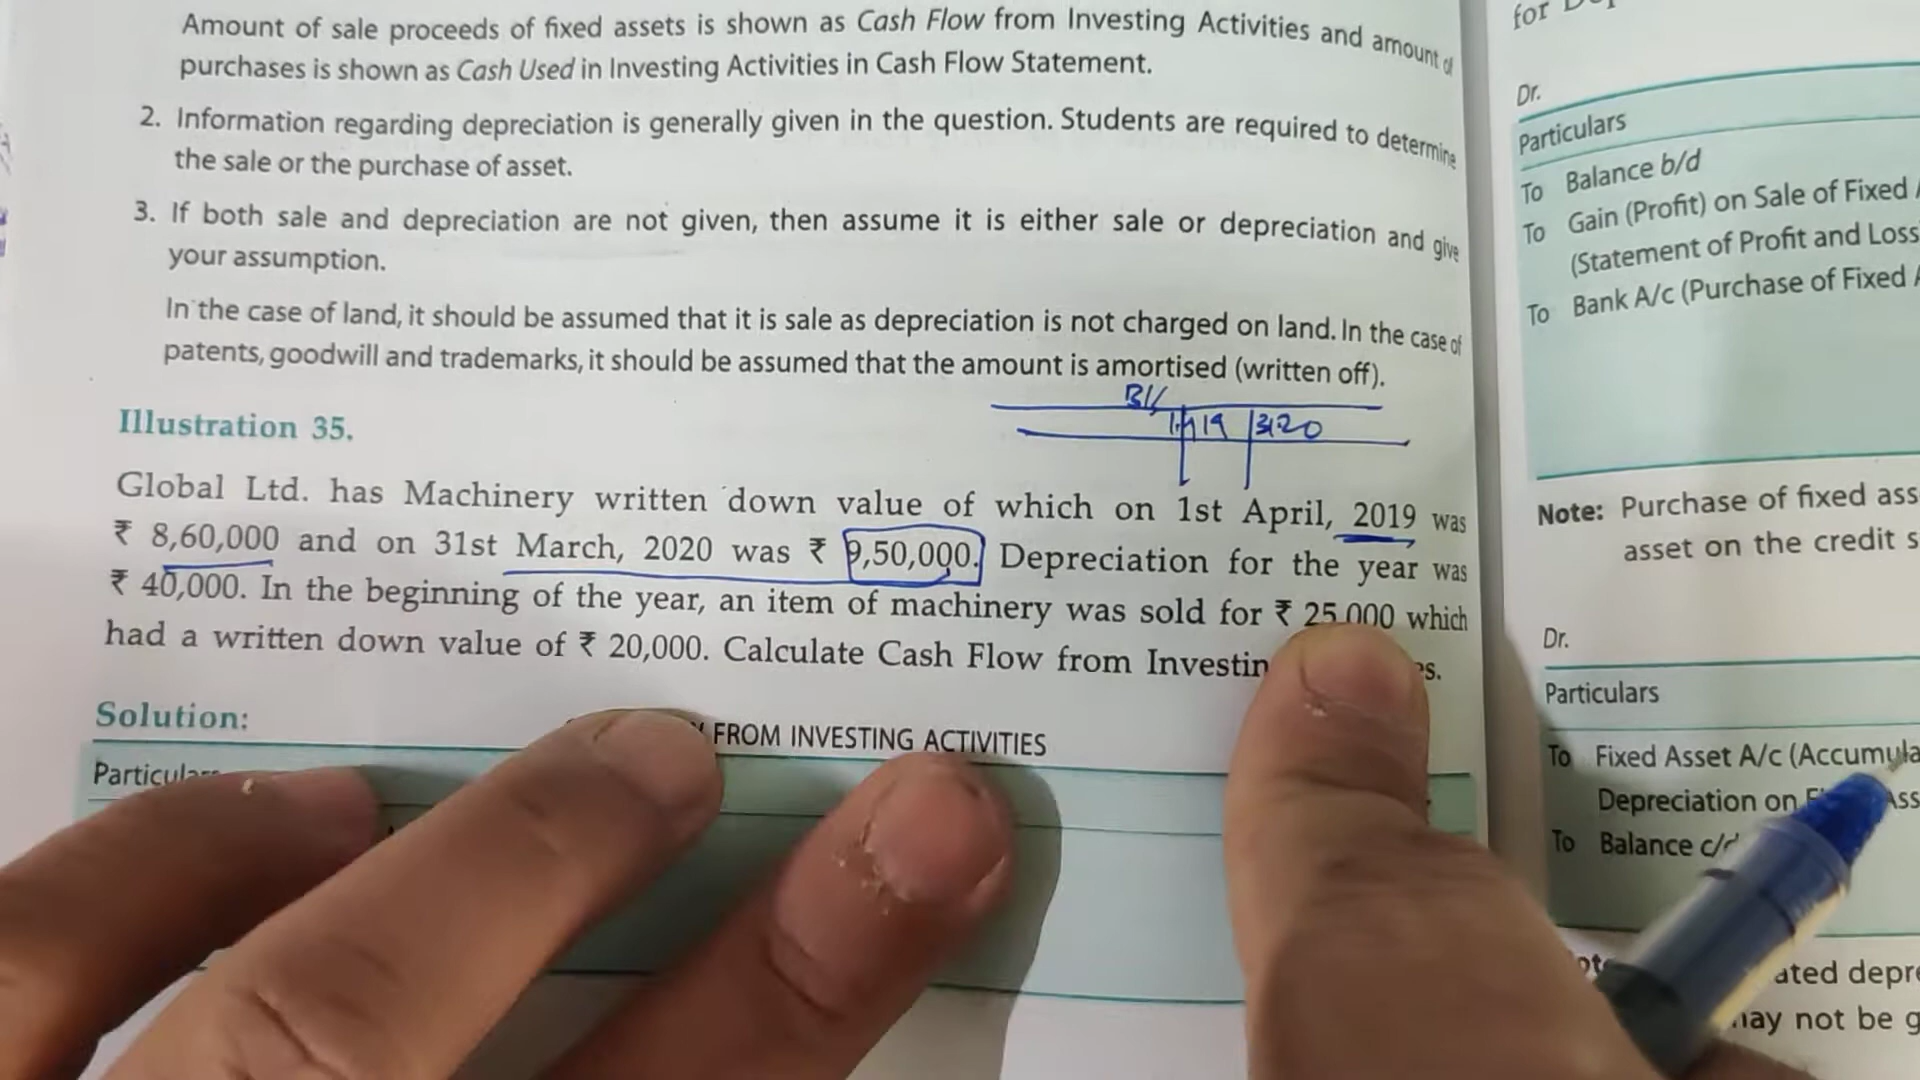 Amount of sale proceeds of fixed assets is shown as Cash Flow from Investing Activities and amount of
purchases is shown as Cash Used in Investing Activities in Cash Flow Statement.
2. Information regarding depreciation is generally given in the question. Students are required to determine
the sale or the purchase of asset.
3. If both sale and depreciation are not given, then assume it is either sale or depreciation and give
your assumption.
In the case of land, it should be assumed that it is sale as depreciation is not charged on land. In the case of
patents, goodwill and trademarks, it should be assumed that the amount is amortised (written off).
Illustration 35.
Global Ltd. has Machinery written down value of which on 1st April, 2019 was
₹ 8,60,000 and on 31st March, 2020 was ₹ 9,50,000. Depreciation for the year was
₹ 40,000. In the beginning of the year, an item of machinery was sold for ₹ 25,000 which
had a written down value of ₹ 20,000. Calculate Cash Flow from Investin
Solution:
FROM INVESTING ACTIVITIES
for
Dr.
Particulars
To Balance b/d
To Gain (Profit) on Sale of Fixed
(Statement of Profit and Loss
To Bank A/c (Purchase of Fixed
Note: Purchase of fixed ass
asset on the credit s
Dr.
Particulars
To Fixed Asset A/c (Accumula
Depreciation on
To Balance c/d
ated depre
may not be g